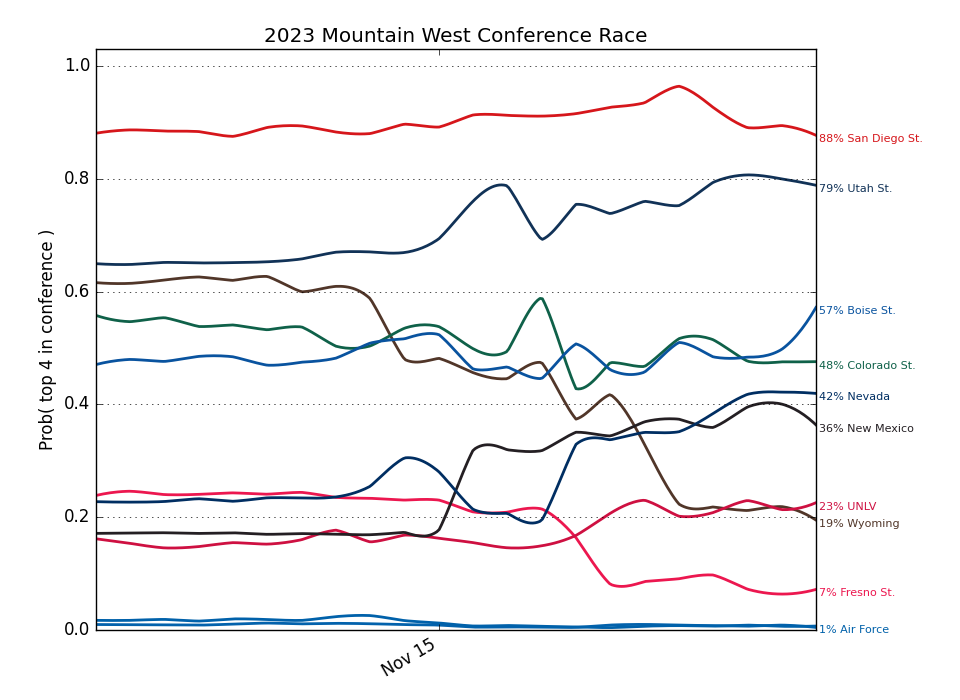 2023 Mountain West Conference Race
Prob( top 4 in conference )
1.0
0.8
0.6
0.4
0.2
0.0
Nov 15
88% San Diego St.
79% Utah St.
57% Boise St.
48% Colorado St.
42% Nevada
36% New Mexico
23% UNLV
19% Wyoming
7% Fresno St.
1% Air Force